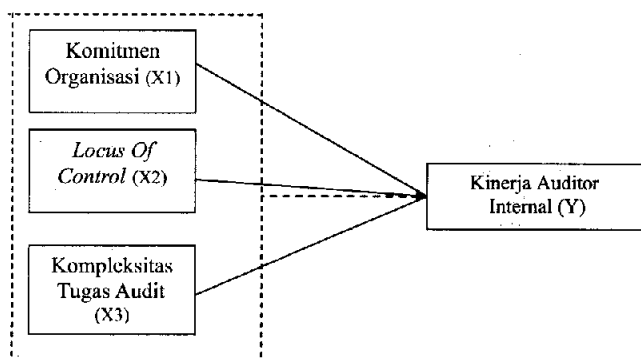 Komitmen
Organisasi (X1)
Locus Of
Control (X2)
Kinerja Auditor
Internal (Y)
Kompleksitas
Tugas Audit
(X3)